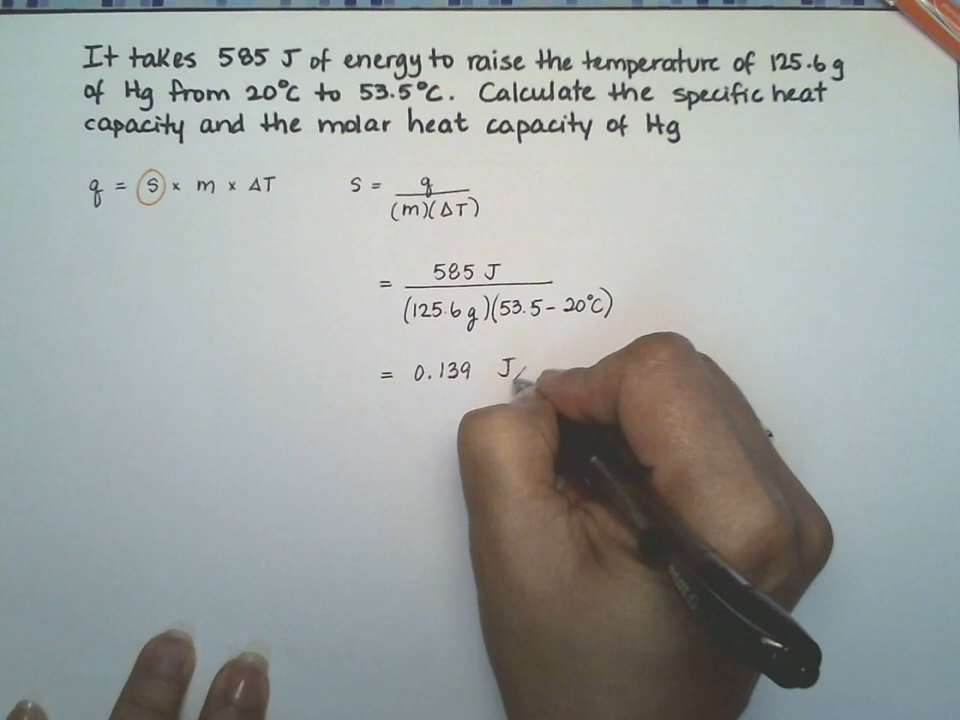 It takes 585 J of energy to raise the temperature of 125.6 g
of Hg from 20°C to 53.5°C. Calculate the specific heat
capacity and the molar heat capacity of Hg
q = s × m × ΔT
s = q / (m)(ΔT)
= 585 J / (125.6 g)(53.5 - 20°C)
= 0.139 J/